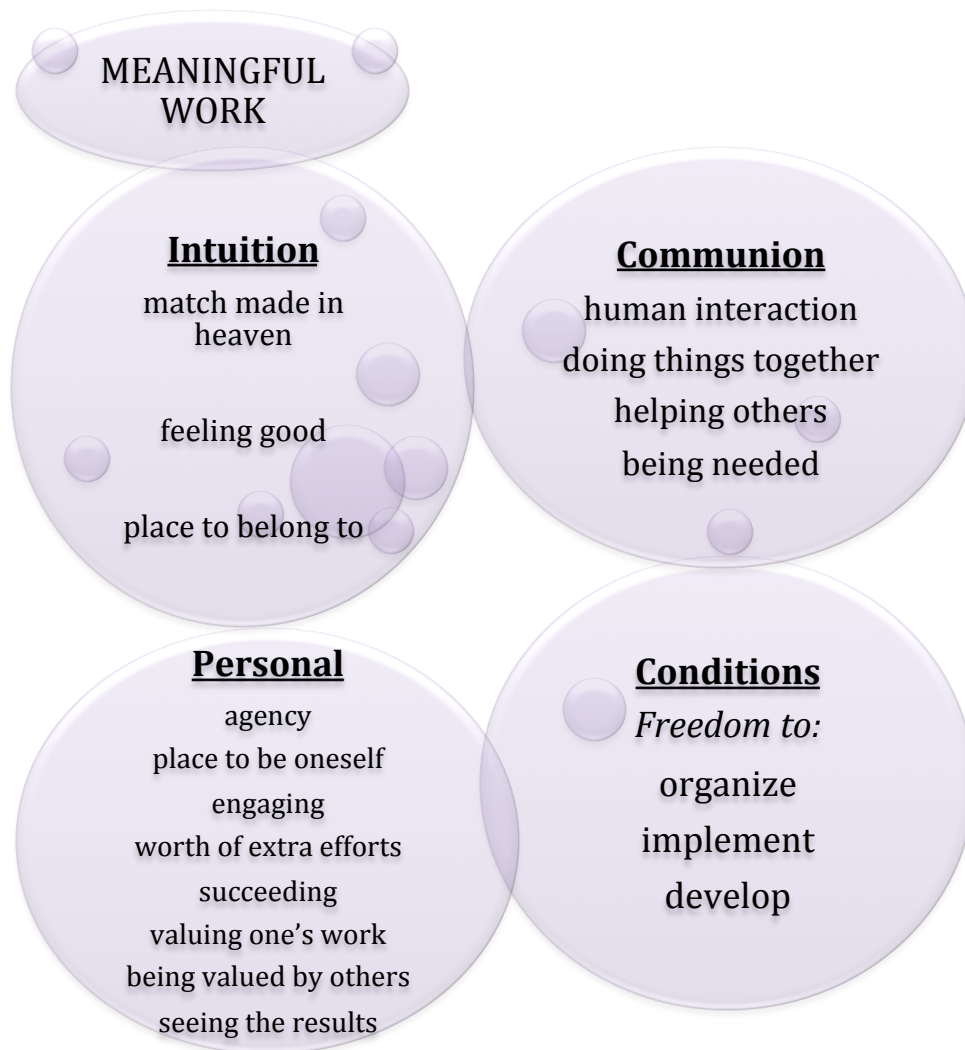 MEANINGFUL
WORK
Intuition
match made in
heaven
feeling good
place to belong to
Communion
human interaction
doing things together
helping others
being needed
Personal
agency
place to be oneself
engaging
worth of extra efforts
succeeding
valuing one’s work
being valued by others
seeing the results
Conditions
Freedom to:
organize
implement
develop